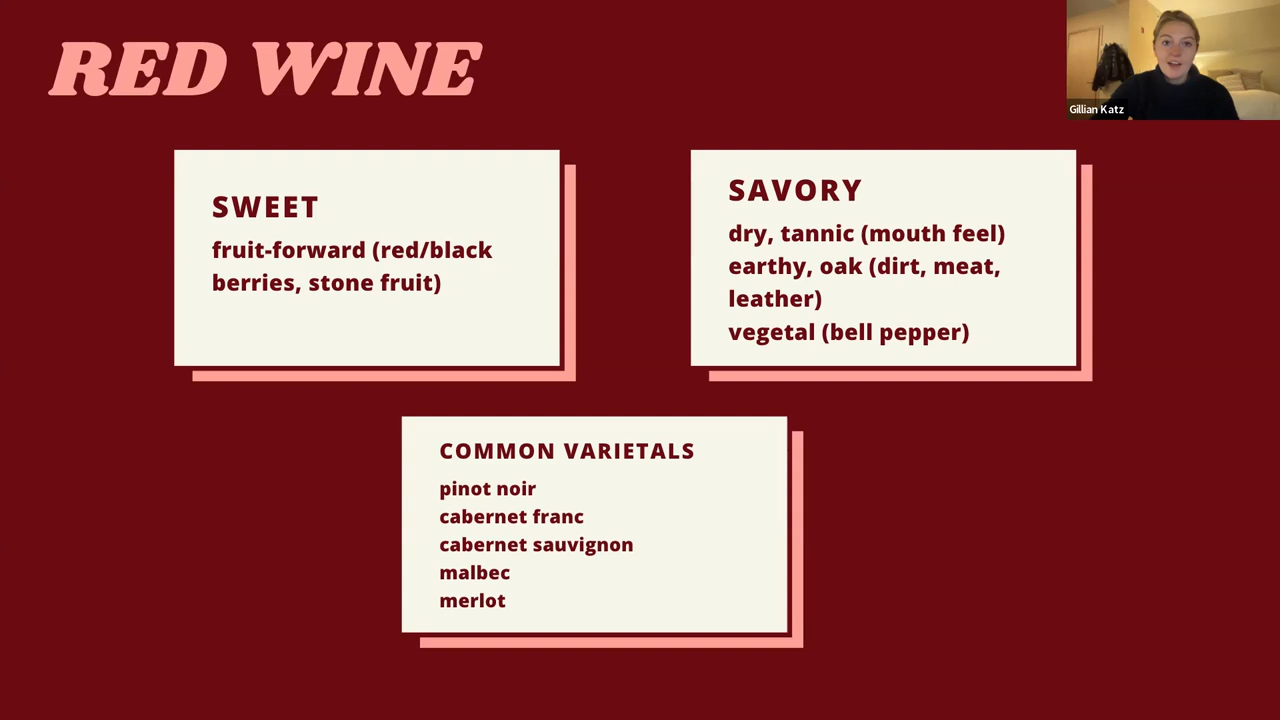 RED WINE
Gillian Katz
SWEET
fruit-forward (red/black
berries, stone fruit)
SAVORY
dry, tannic (mouth feel)
earthy, oak (dirt, meat,
leather)
vegetal (bell pepper)
COMMON VARIETALS
pinot noir
cabernet franc
cabernet sauvignon
malbec
merlot